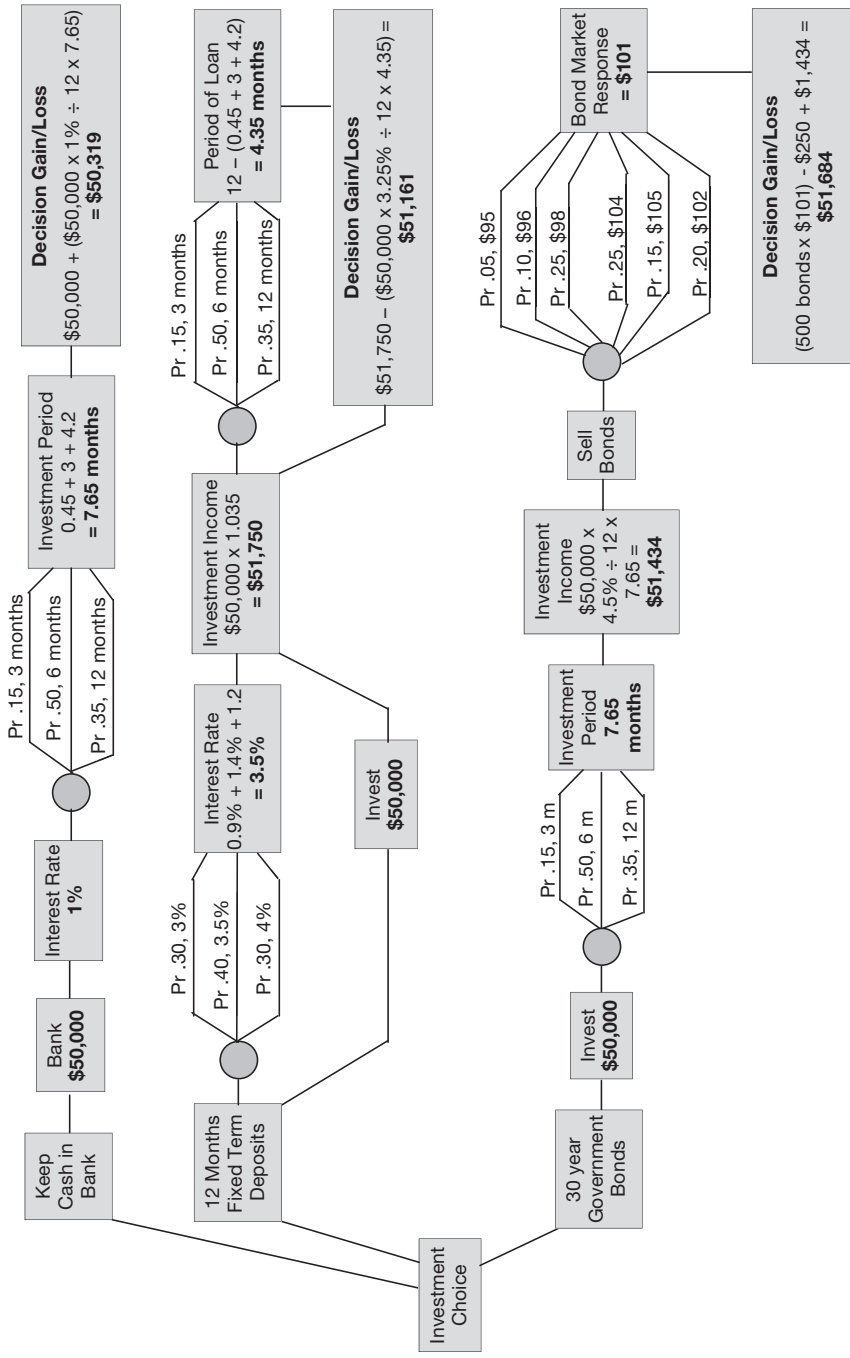 Investment
Choice
Keep
Cash in
Bank
Bank
$50,000
Interest Rate
1%
Pr .15, 3 months
Pr .50, 6 months
Pr .35, 12 months
Investment Period
0.45 + 3 + 4.2
= 7.65 months
Decision Gain/Loss
$50,000 + ($50,000 x 1% ÷ 12 x 7.65)
= $50,319
12 Months
Fixed Term
Deposits
Pr .30, 3%
Pr .40, 3.5%
Pr .30, 4%
Interest Rate
0.9% + 1.4% + 1.2
= 3.5%
Invest
$50,000
Investment Income
$50,000 x 1.035
= $51,750
Pr .15, 3 months
Pr .50, 6 months
Pr .35, 12 months
Period of Loan
12 – (0.45 + 3 + 4.2)
= 4.35 months
Decision Gain/Loss
$51,750 – ($50,000 x 3.25% ÷ 12 x 4.35) =
$51,161
30 year
Government
Bonds
Invest
$50,000
Pr .15, 3 m
Pr .50, 6 m
Pr .35, 12 m
Investment
Period
7.65
months
Investment
Income
$50,000 x
4.5% ÷ 12 x
7.65 =
$51,434
Sell
Bonds
Pr .05, $95
Pr .10, $96
Pr .25, $98
Pr .25, $104
Pr .15, $105
Pr .20, $102
Bond Market
Response
= $101
Decision Gain/Loss
(500 bonds x $101) - $250 + $1,434 =
$51,684